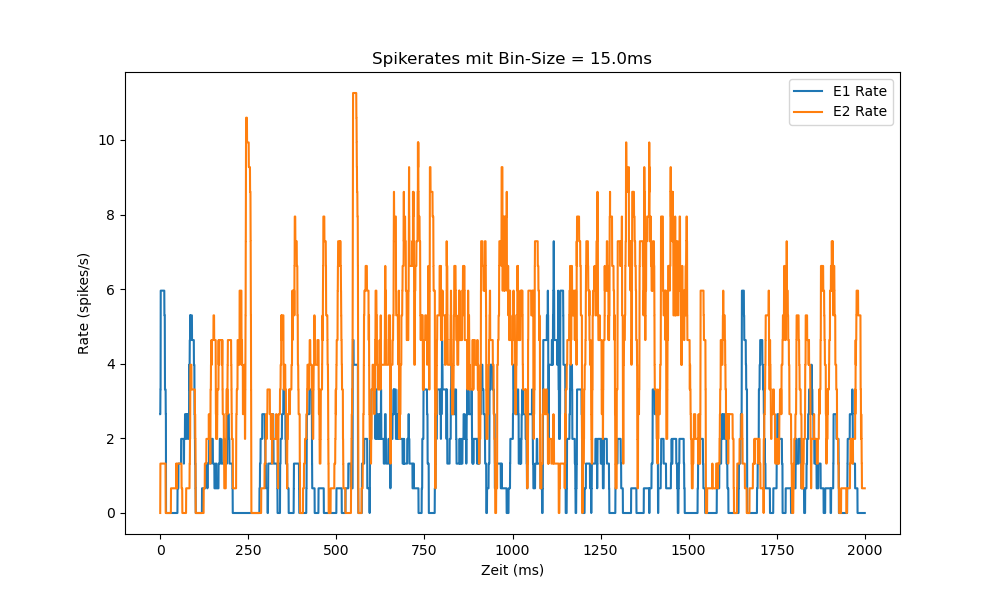 Spikerates mit Bin-Size = 15.0ms
E1 Rate
E2 Rate
10
8
6
4
2
0
Rate (spikes/s)
0 250 500 750 1000 1250 1500 1750 2000
Zeit (ms)